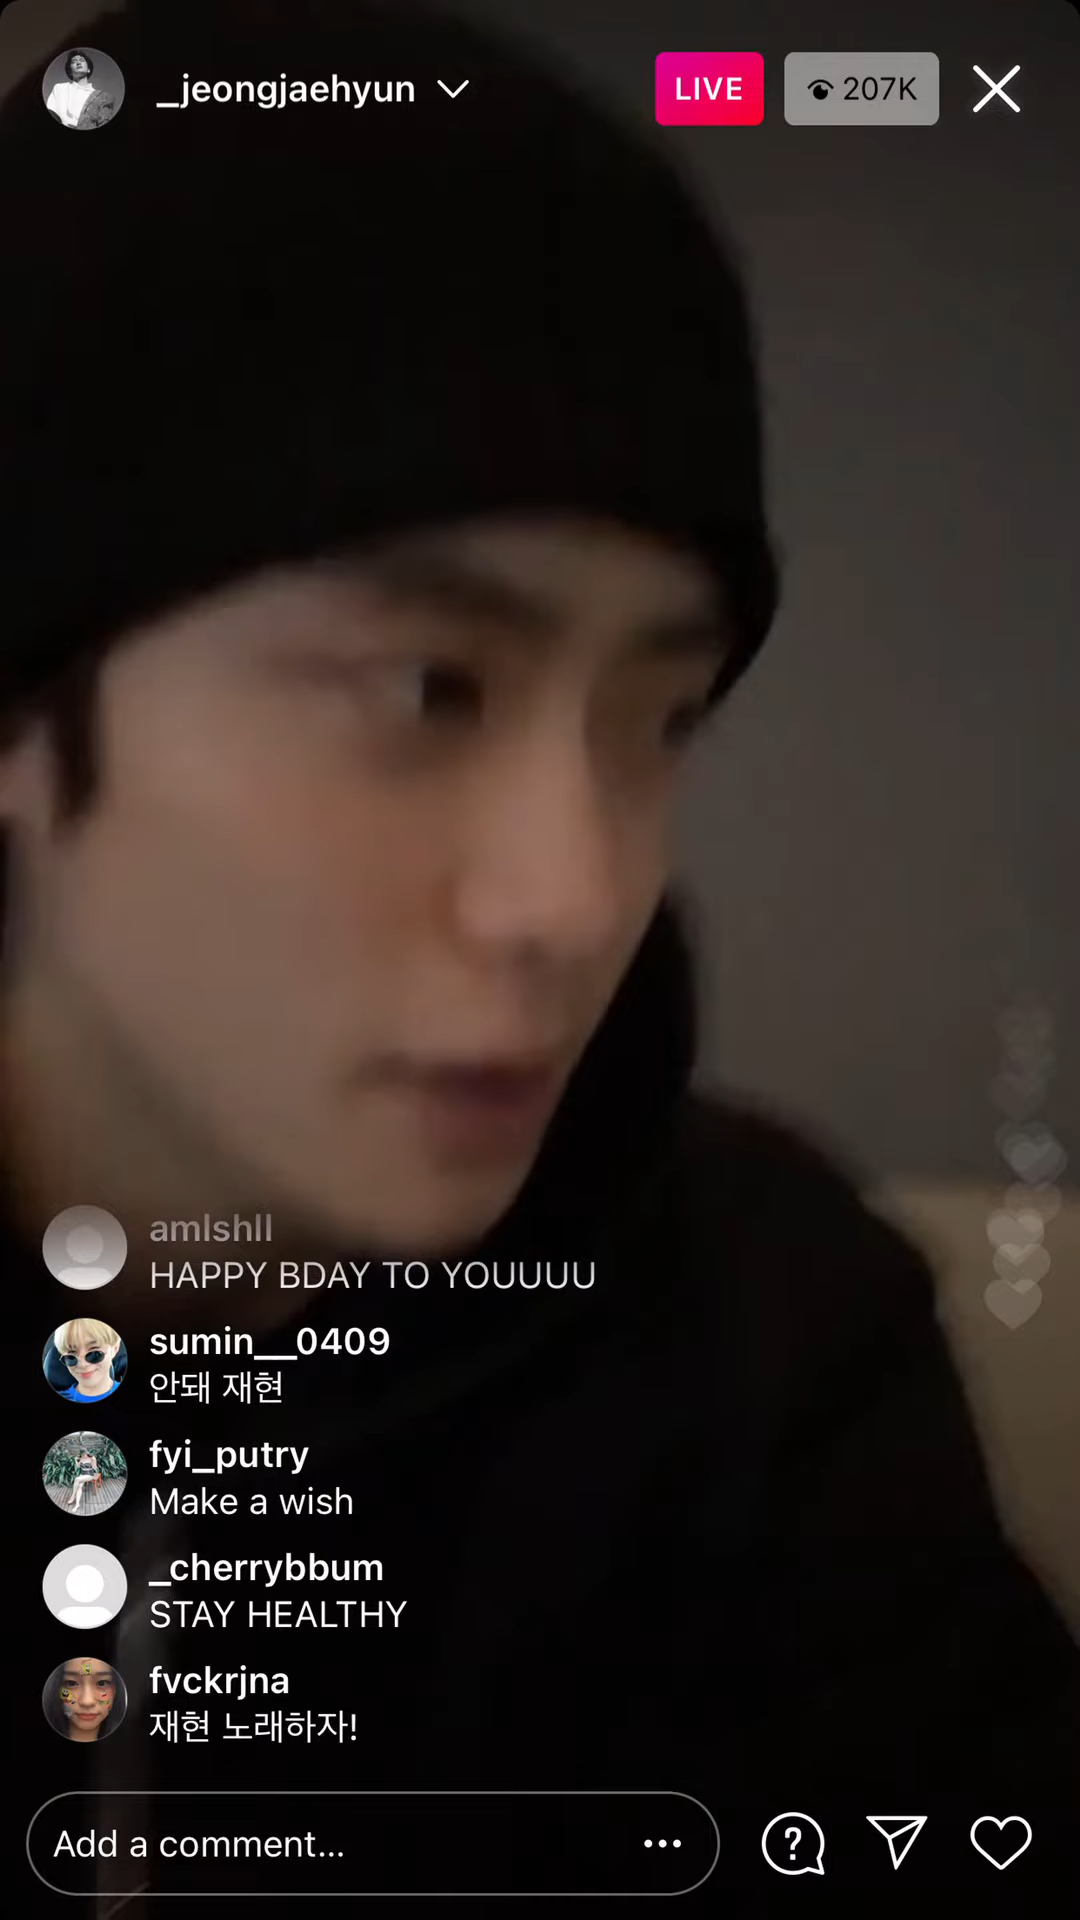 _jeongjaehyun
LIVE
207K
amlshll
HAPPY BDAY TO YOUUUU
sumin__0409
안돼 재현
fyi_putry
Make a wish
_cherrybbum
STAY HEALTHY
fvckrjna
재현 노래하자!
Add a comment...